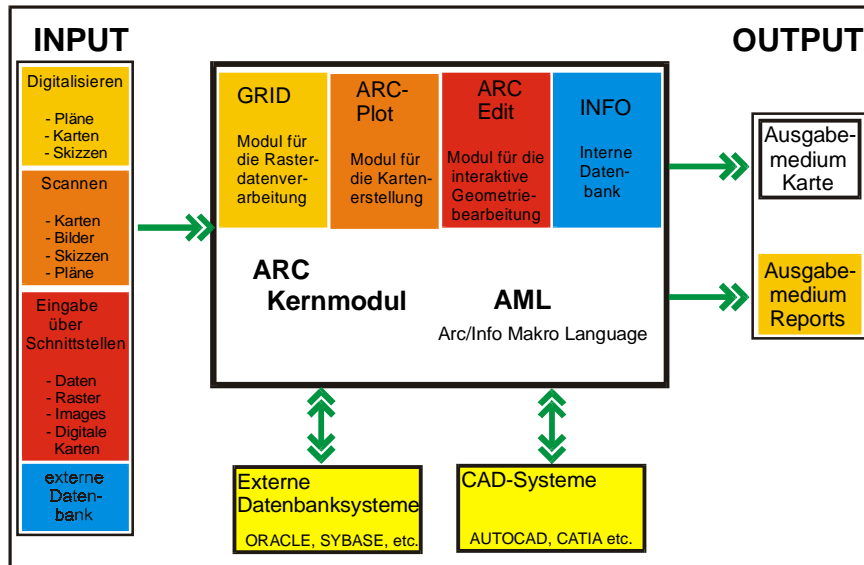 INPUT
Digitalisieren
- Pläne
- Karten
- Skizzen
Scannen
- Karten
- Bilder
- Skizzen
- Pläne
Eingabe
über
Schnittstellen
- Daten
- Raster
- Images
- Digitale
Karten
externe
Daten-
bank
GRID
Modul für
die Raster-
datenver-
arbeitung
ARC-
Plot
Modul für
die Karten-
erstellung
ARC
Edit
Modul für die
interaktive
Geometrie-
bearbeitung
INFO
Interne
Daten-
bank
ARC
Kernmodul
AML
Arc/Info Makro Language
Externe
Datenbanksysteme
ORACLE, SYBASE, etc.
CAD-Systeme
AUTOCAD, CATIA etc.
OUTPUT
Ausgabe-
medium
Karte
Ausgabe-
medium
Reports